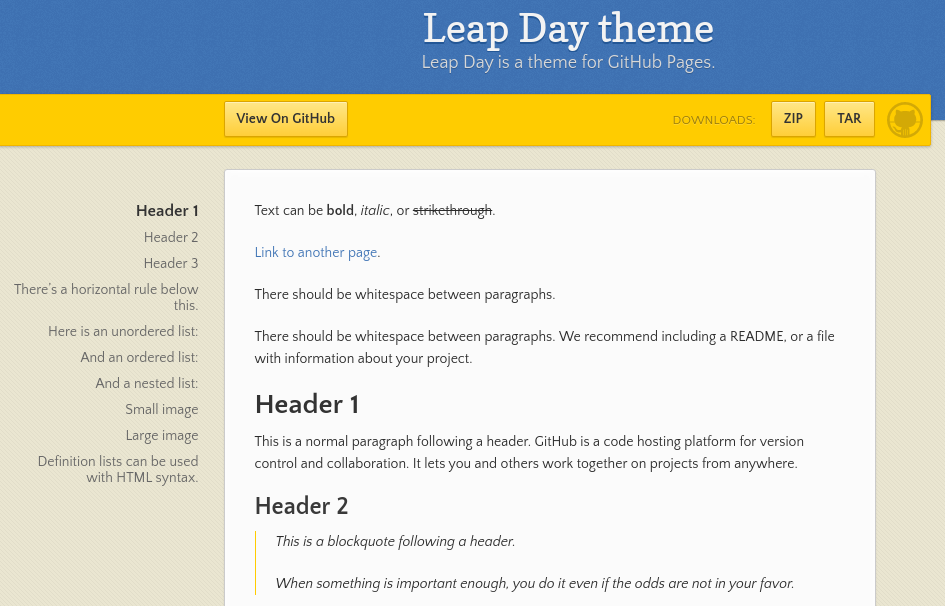 Leap Day theme
Leap Day is a theme for GitHub Pages.
View On GitHub
DOWNLOADS:
ZIP
TAR
Header 1
Header 2
Header 3
There's a horizontal rule below
this.
Here is an unordered list:
And an ordered list:
And a nested list:
Small image
Large image
Definition lists can be used
with HTML syntax.
Text can be bold, italic, or strikethrough.
Link to another page.
There should be whitespace between paragraphs.
There should be whitespace between paragraphs. We recommend including a README, or a file
with information about your project.
Header 1
This is a normal paragraph following a header. GitHub is a code hosting platform for version
control and collaboration. It lets you and others work together on projects from anywhere.
Header 2
This is a blockquote following a header.
When something is important enough, you do it even if the odds are not in your favor.